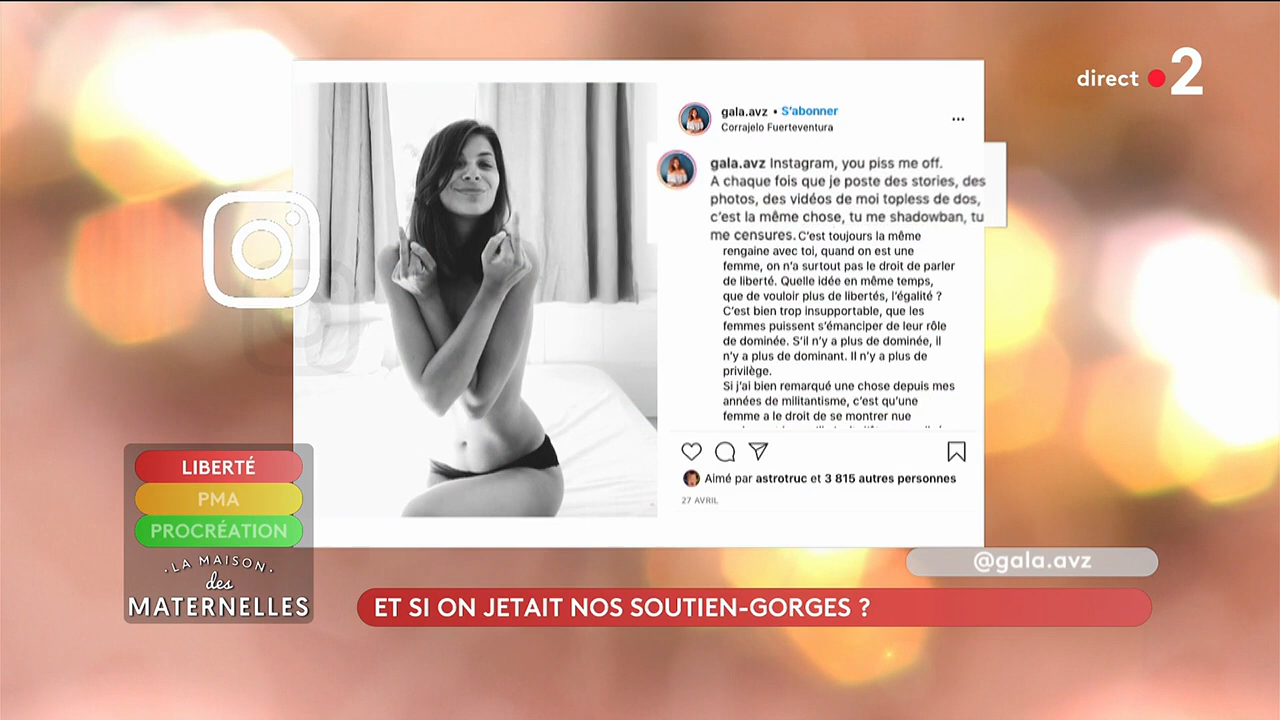 direct 2
gala.avz • S'abonner
Corrajelo Fuerteventura
gala.avz Instagram, you piss me off.
A chaque fois que je poste des stories, des
photos, des vidéos de moi topless de dos,
c'est la même chose, tu me shadowban, tu
me censures. C'est toujours la même
rengaine avec toi, quand on est une
femme, on n'a surtout pas le droit de parler
de liberté. Quelle idée en même temps,
que de vouloir plus de libertés, l'égalité ?
C'est bien trop insupportable, que les
femmes puissent s'émanciper de leur rôle
de dominée. S'il n'y a plus de dominée, il
n'y a plus de dominant. Il n'y a plus de
privilège.
Si j'ai bien remarqué une chose depuis mes
années de militantisme, c'est qu'une
femme a le droit de se montrer nue
Aimé par astrotruc et 3 815 autres personnes
27 AVRIL
LIBERTÉ
PMA
PROCRÉATION
· LA MAISON ·
des
MATERNELLES
@gala.avz
ET SI ON JETAIT NOS SOUTIEN-GORGES ?